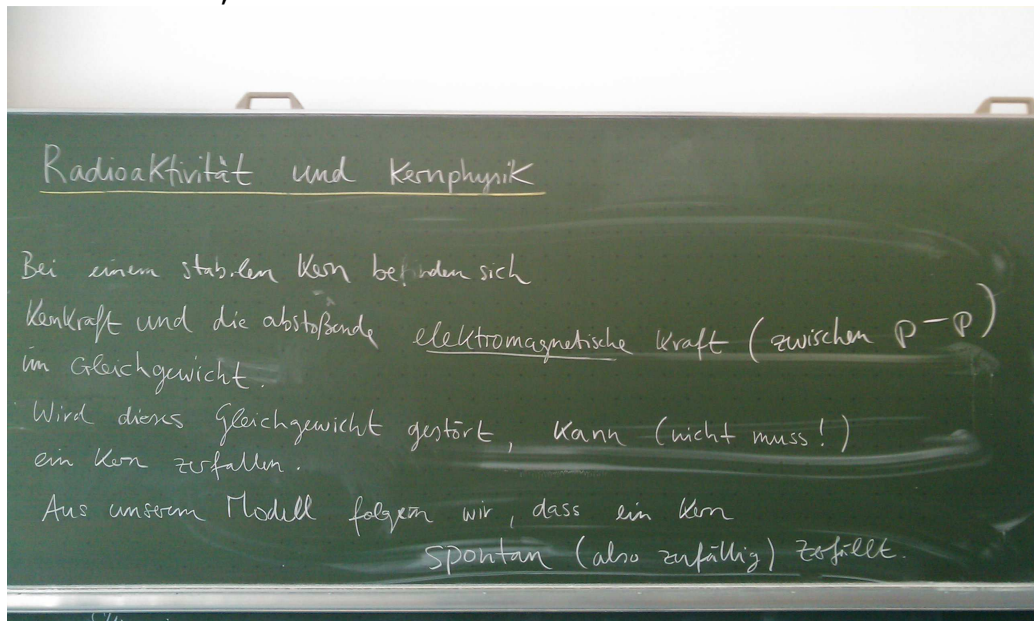 Radioaktivität und Kernphysik
Bei einem stabilen Kern befinden sich
Kernkraft und die abstoßende elektromagnetische Kraft (zwischen p-p)
im Gleichgewicht.
Wird dieses Gleichgewicht gestört, kann (nicht muss!)
ein Kern zerfallen.
Aus unserem Modell folgern wir, dass ein Kern
spontan (also zufällig) zerfällt.